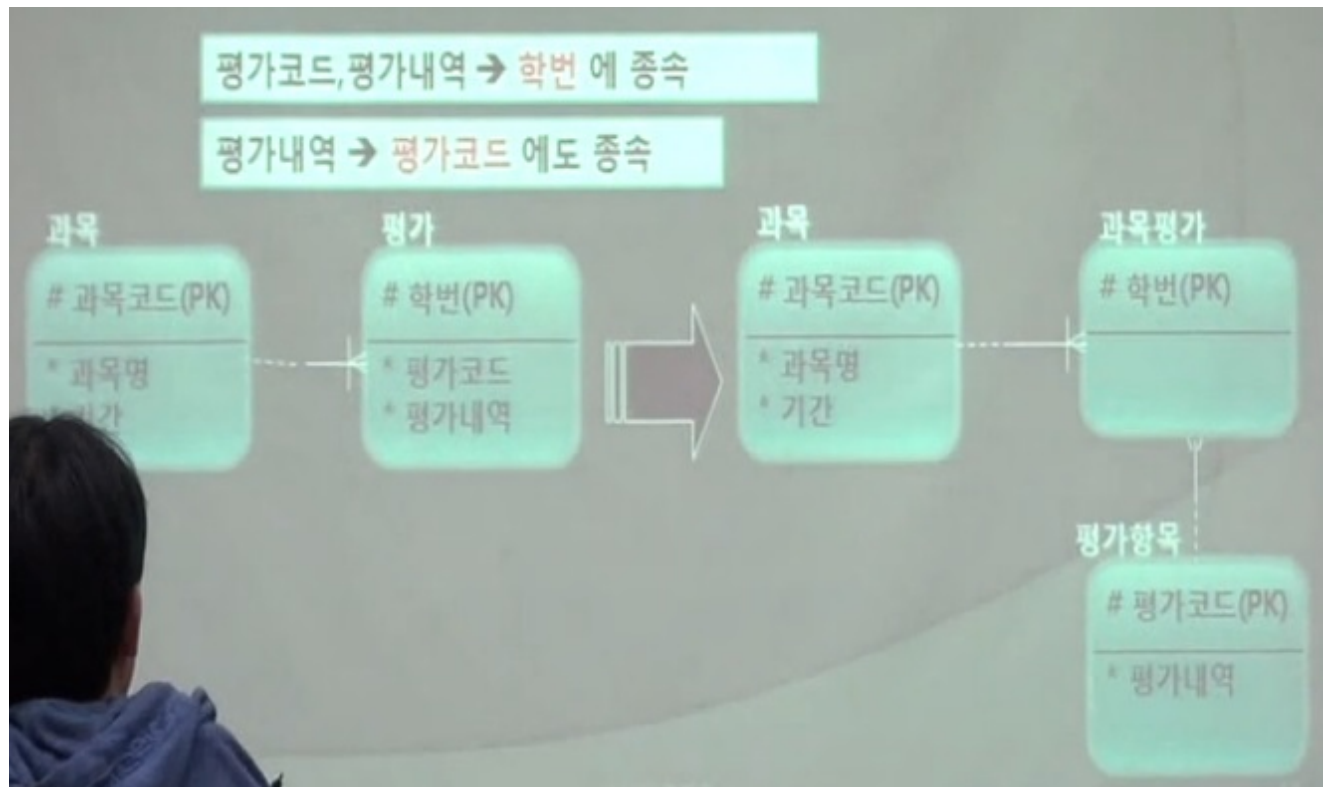 평가코드,평가내역 → 학번 에 종속
평가내역 → 평가코드 에도 종속
과목
# 과목코드(PK)
* 과목명
기간
평가
# 학번(PK)
* 평가코드
* 평가내역
과목
# 과목코드(PK)
* 과목명
* 기간
과목평가
# 학번(PK)
평가항목
# 평가코드(PK)
* 평가내역